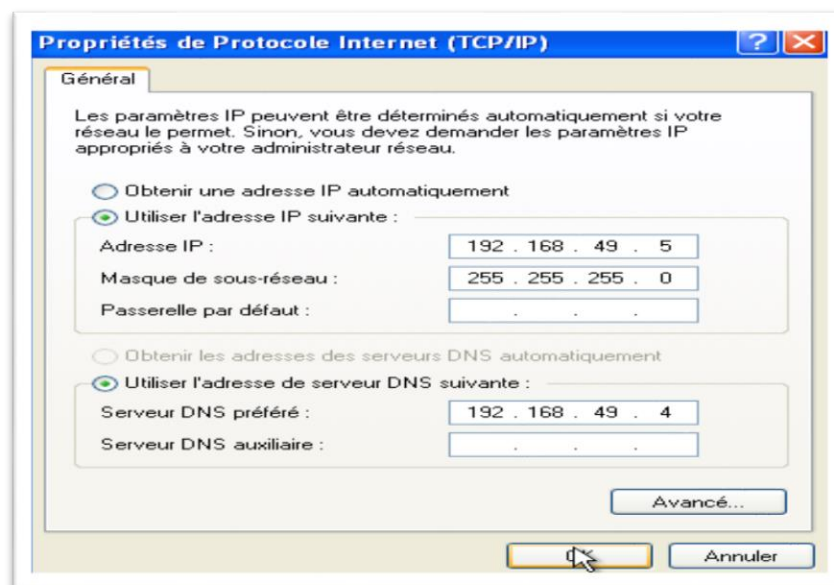 Propriétés de Protocole Internet (TCP/IP)
Général
Les paramètres IP peuvent être déterminés automatiquement si votre
réseau le permet. Sinon, vous devez demander les paramètres IP
appropriés à votre administrateur réseau.
Obtenir une adresse IP automatiquement
Utiliser l'adresse IP suivante :
Adresse IP : 192 . 168 . 49 . 5
Masque de sous-réseau : 255 . 255 . 255 . 0
Passerelle par défaut : . . .
Obtenir les adresses des serveurs DNS automatiquement
Utiliser l'adresse de serveur DNS suivante :
Serveur DNS préféré : 192 . 168 . 49 . 4
Serveur DNS auxiliaire : . . .
Avancé...
Annuler